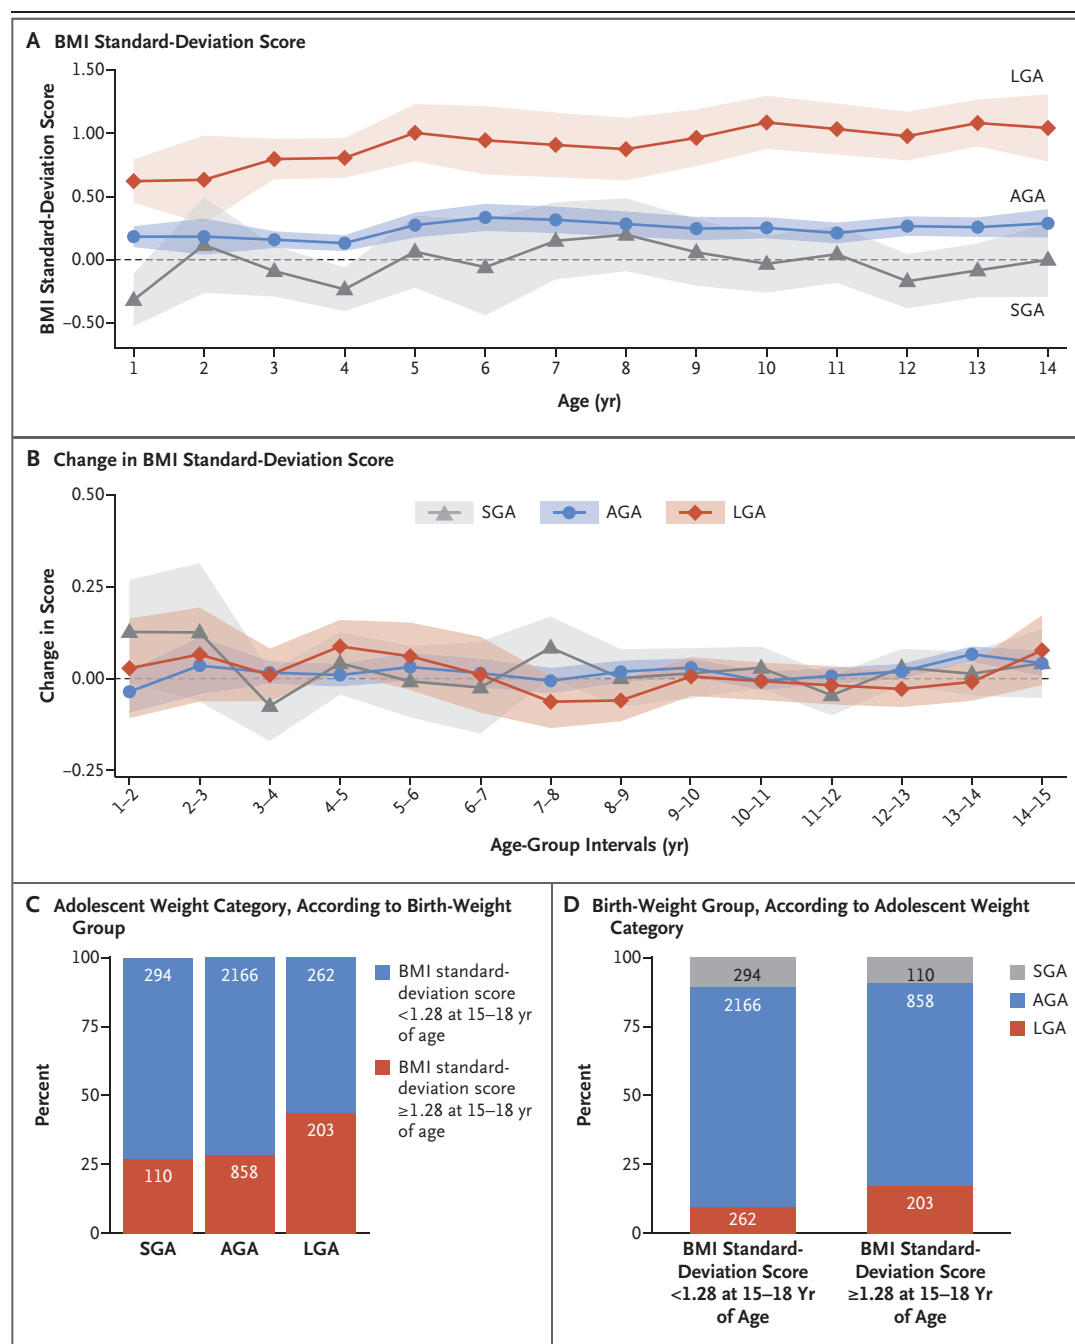 A BMI Standard-Deviation Score
BMI Standard-Deviation Score
1.50
1.00
0.50
0.00
−0.50
LGA
AGA
SGA
1 2 3 4 5 6 7 8 9 10 11 12 13 14
Age (yr)
B Change in BMI Standard-Deviation Score
Change in Score
0.50
0.25
0.00
−0.25
SGA AGA LGA
1–2 2–3 3–4 4–5 5–6 6–7 7–8 8–9 9–10 10–11 11–12 12–13 13–14 14–15
Age-Group Intervals (yr)
C Adolescent Weight Category, According to Birth-Weight
Group
Percent
100
75
50
25
0
294 2166 262
110 858 203
SGA AGA LGA
BMI standard-
deviation score
<1.28 at 15–18 yr
of age
BMI standard-
deviation score
≥1.28 at 15–18 yr
of age
D Birth-Weight Group, According to Adolescent Weight
Category
Percent
100
75
50
25
0
294 110
2166 858
262 203
SGA
AGA
LGA
BMI Standard-
Deviation Score
<1.28 at 15–18 Yr
of Age
BMI Standard-
Deviation Score
≥1.28 at 15–18 Yr
of Age